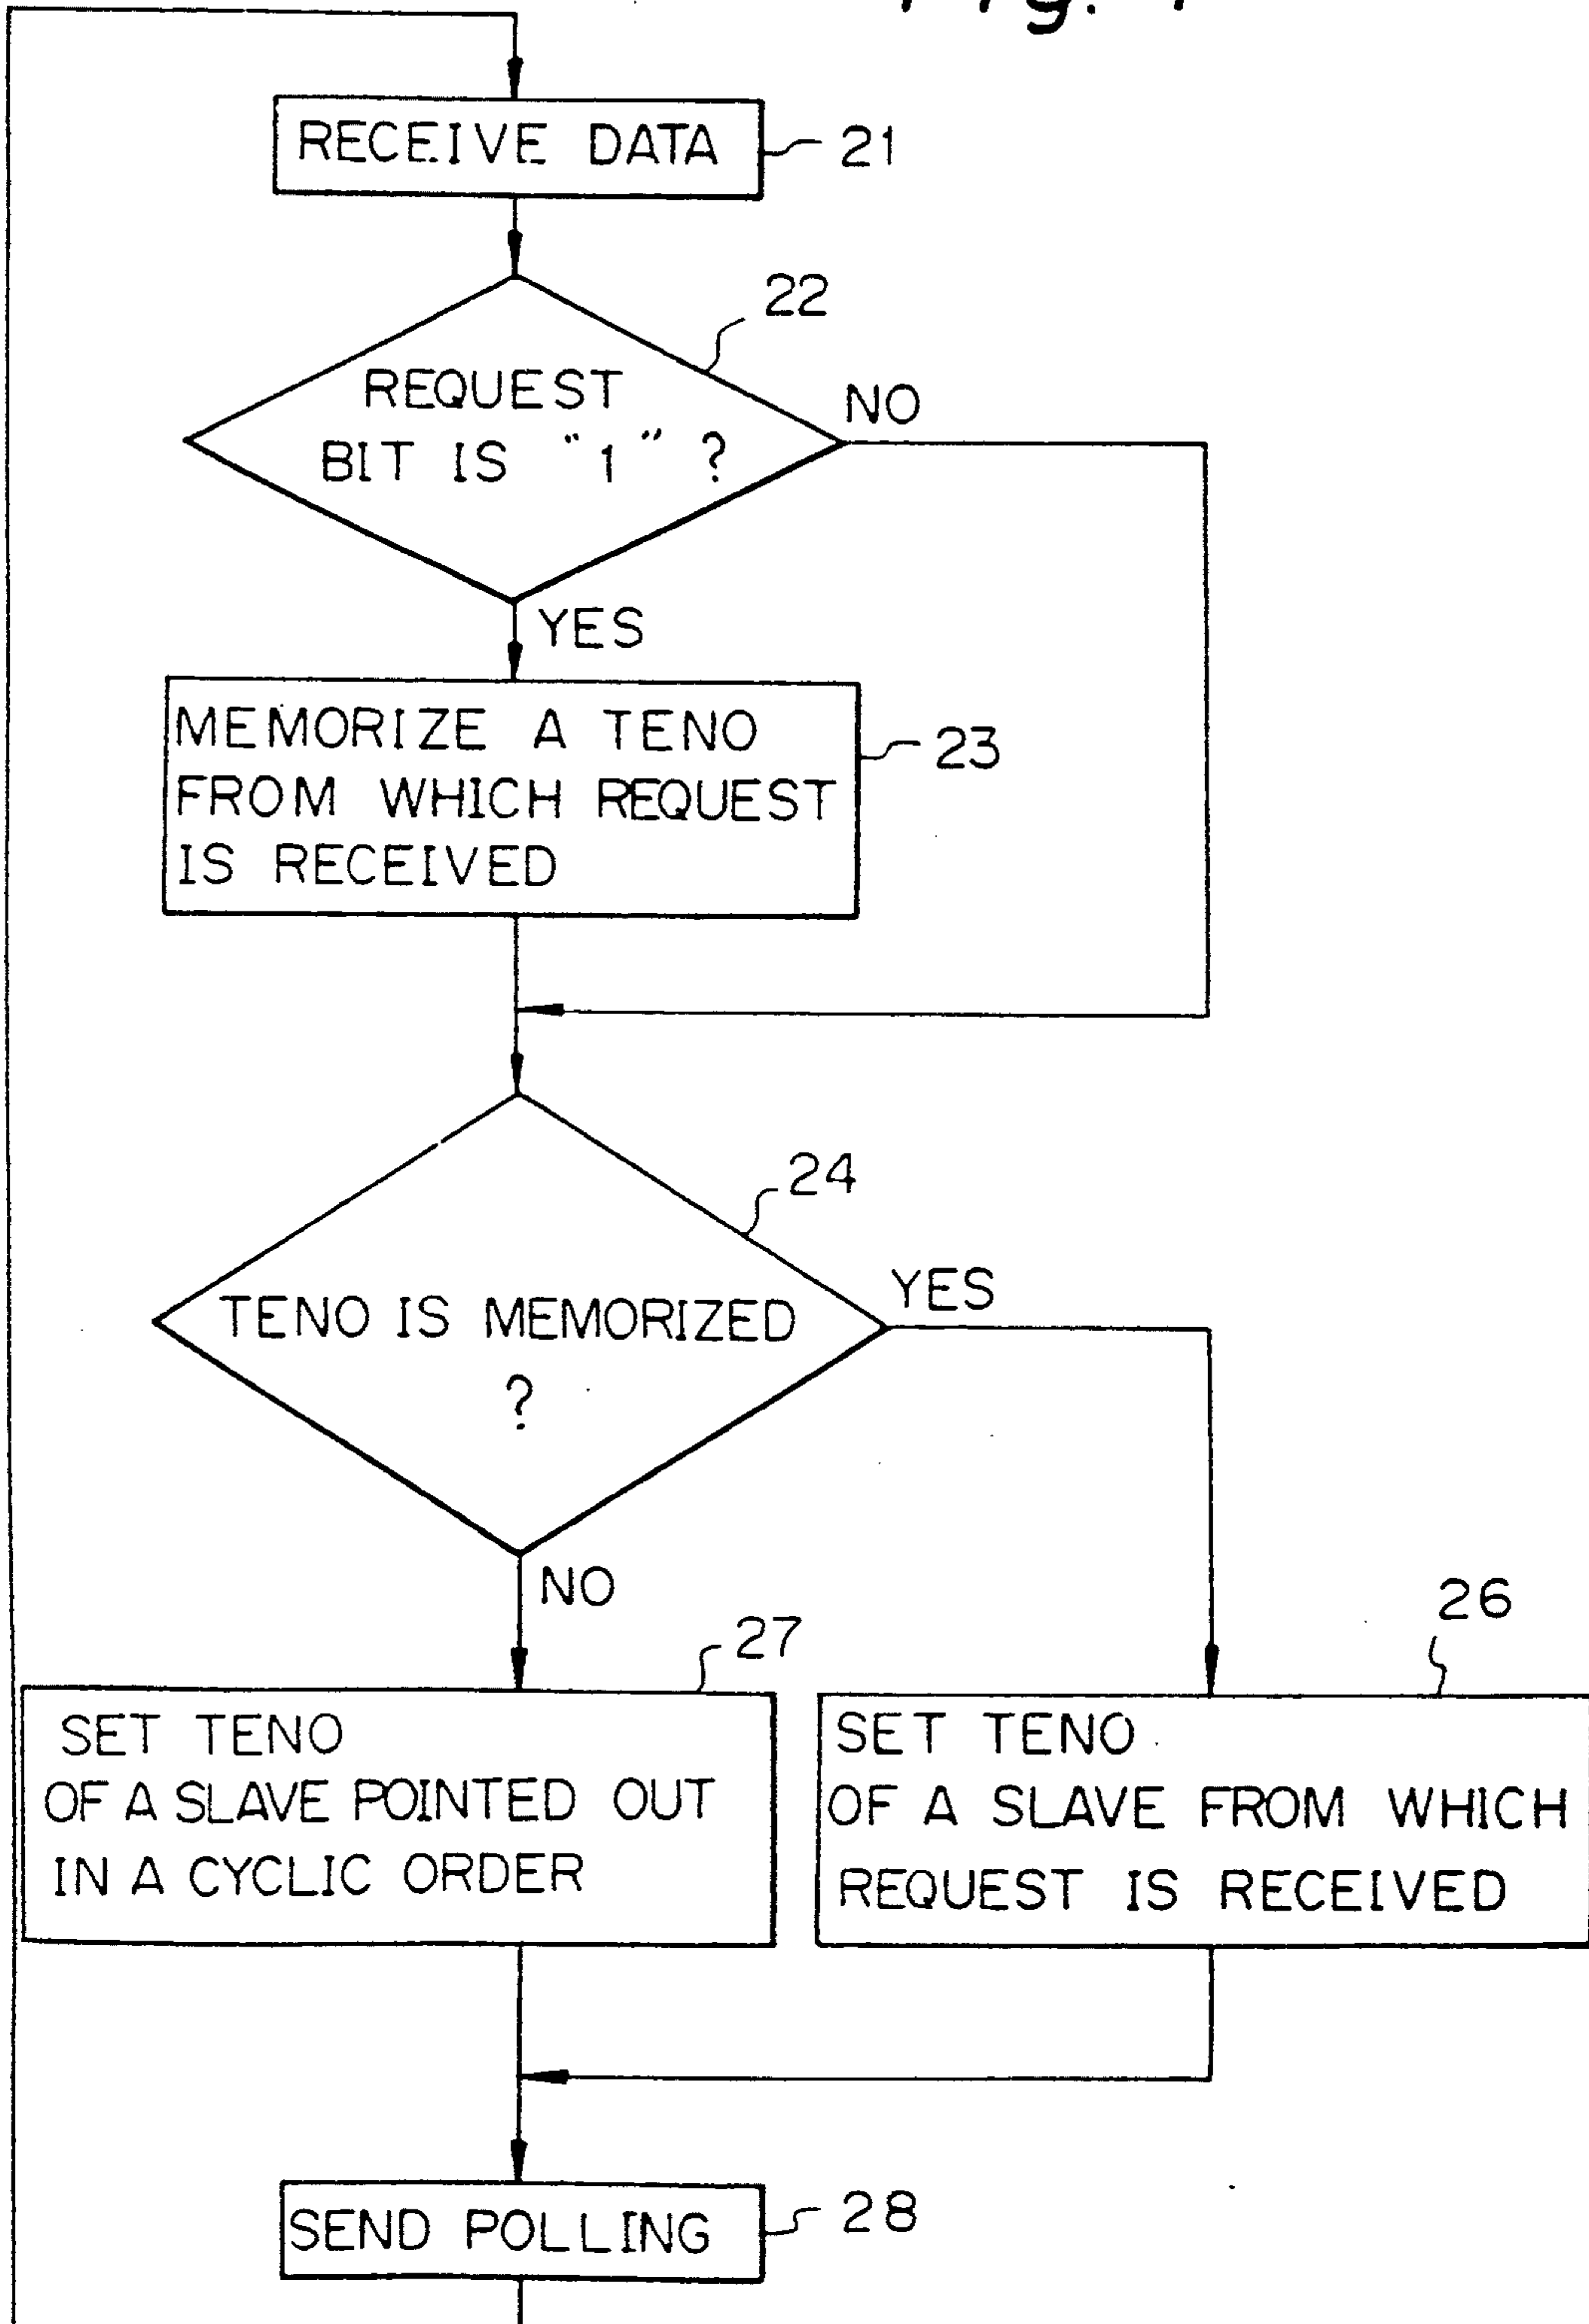 RECEIVE DATA
21
22
REQUEST
BIT IS "1" ?
NO
YES
MEMORIZE A TENO
FROM WHICH REQUEST
IS RECEIVED
23
24
TENO IS MEMORIZED
?
YES
NO
27
26
SET TENO
OF A SLAVE POINTED OUT
IN A CYCLIC ORDER
SET TENO
OF A SLAVE FROM WHICH
REQUEST IS RECEIVED
SEND POLLING
28